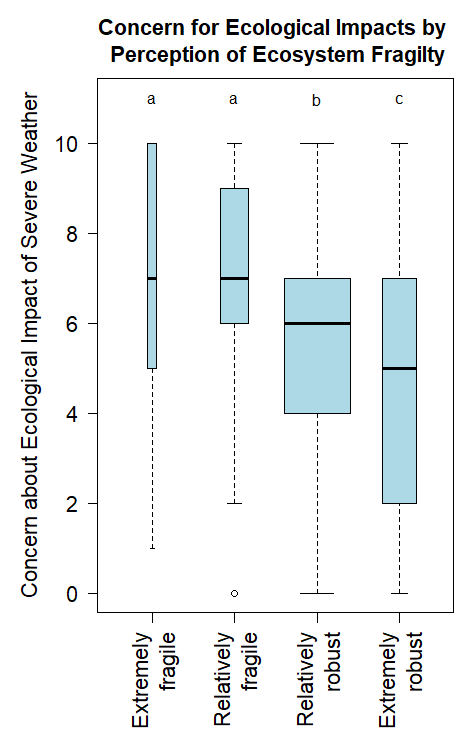 Concern for Ecological Impacts by
Perception of Ecosystem Fragilty
a a b c
Concern about Ecological Impact of Severe Weather
10
8
6
4
2
0
Extremely
fragile
Relatively
fragile
Relatively
robust
Extremely
robust